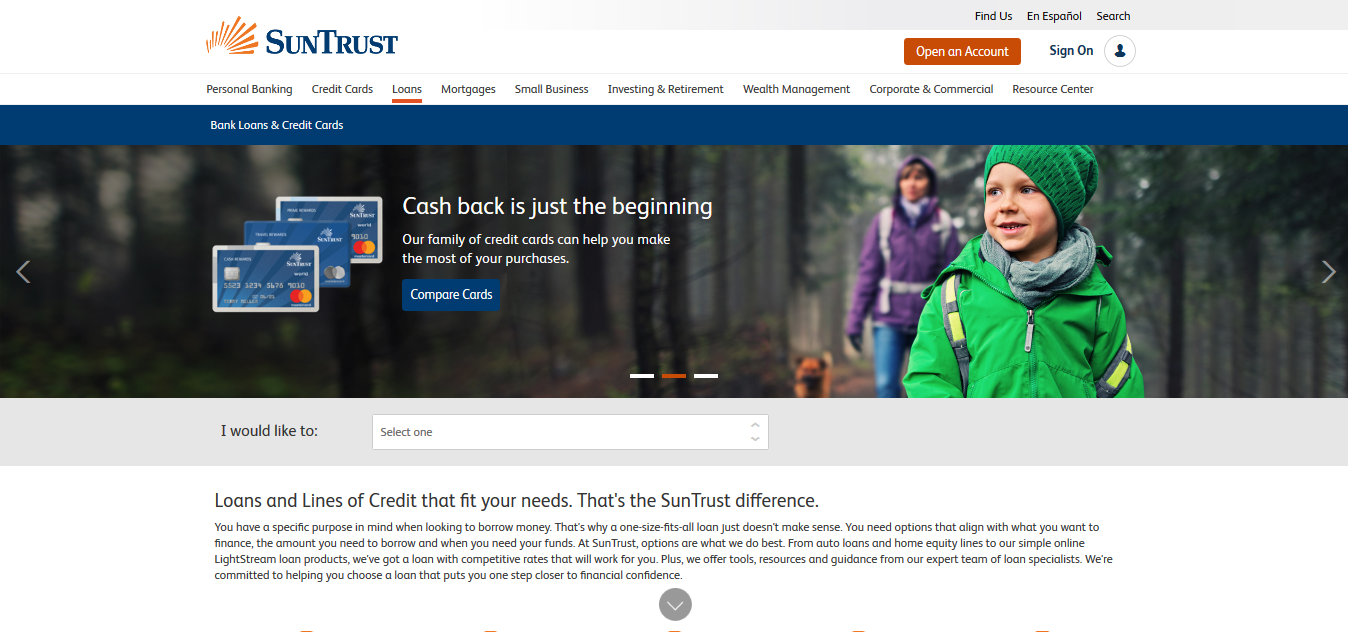 Find Us En Español Search
SUNTRUST
Open an Account Sign On
Personal Banking Credit Cards Loans Mortgages Small Business Investing & Retirement Wealth Management Corporate & Commercial Resource Center
Bank Loans & Credit Cards
Cash back is just the beginning
Our family of credit cards can help you make
the most of your purchases.
Compare Cards
PRIME REWARDS SUNTRUST
world
TRAVEL REWARDS SUNTRUST
9010
CASH REWARDS SUNTRUST
world
5523 1234 5678 9010
I would like to:
Select one
Loans and Lines of Credit that fit your needs. That's the SunTrust difference.
You have a specific purpose in mind when looking to borrow money. That's why a one-size-fits-all loan just doesn't make sense. You need options that align with what you want to
finance, the amount you need to borrow and when you need your funds. At SunTrust, options are what we do best. From auto loans and home equity lines to our simple online
LightStream loan products, we've got a loan with competitive rates that will work for you. Plus, we offer tools, resources and guidance from our expert team of loan specialists. We're
committed to helping you choose a loan that puts you one step closer to financial confidence.